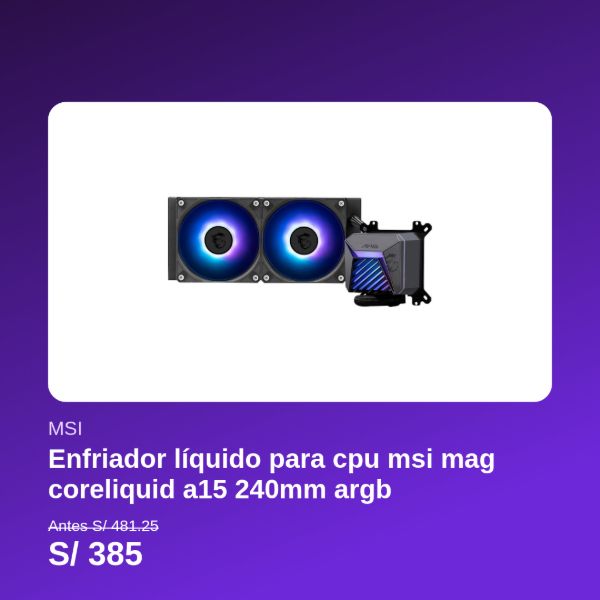 MSI
Enfriador líquido para cpu msi mag
coreliquid a15 240mm argb
Antes S/ 481.25
S/ 385